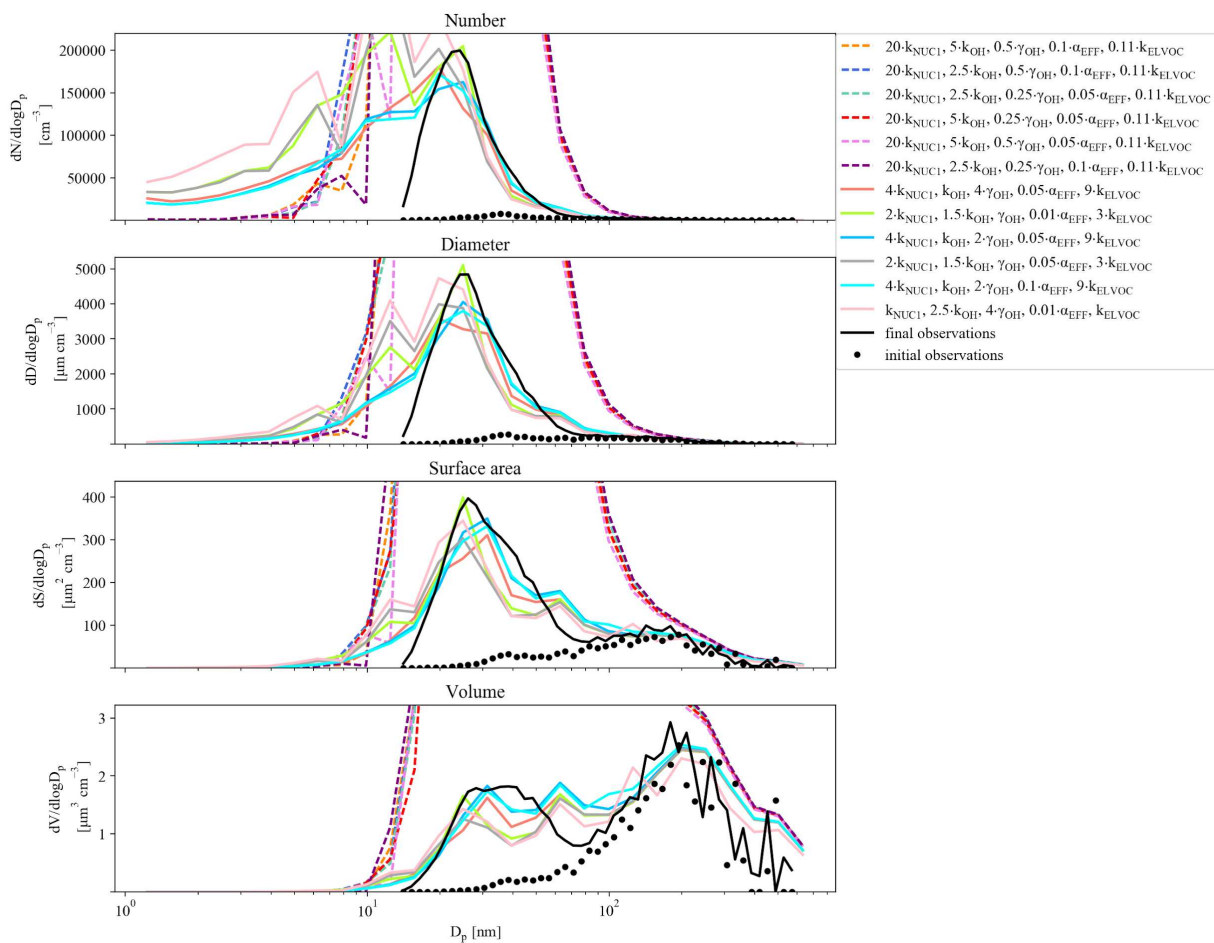 Number
200000
150000
100000
50000
dN/dlogDp
[cm⁻³]
20·kNUC1, 5·kOH, 0.5·γOH, 0.1·αEFF, 0.11·kELVOC
20·kNUC1, 2.5·kOH, 0.5·γOH, 0.1·αEFF, 0.11·kELVOC
20·kNUC1, 2.5·kOH, 0.25·γOH, 0.05·αEFF, 0.11·kELVOC
20·kNUC1, 5·kOH, 0.25·γOH, 0.05·αEFF, 0.11·kELVOC
20·kNUC1, 5·kOH, 0.5·γOH, 0.05·αEFF, 0.11·kELVOC
20·kNUC1, 2.5·kOH, 0.25·γOH, 0.1·αEFF, 0.11·kELVOC
4·kNUC1, kOH, 4·γOH, 0.05·αEFF, 9·kELVOC
2·kNUC1, 1.5·kOH, γOH, 0.01·αEFF, 3·kELVOC
4·kNUC1, kOH, 2·γOH, 0.05·αEFF, 9·kELVOC
2·kNUC1, 1.5·kOH, γOH, 0.05·αEFF, 3·kELVOC
4·kNUC1, kOH, 2·γOH, 0.1·αEFF, 9·kELVOC
kNUC1, 2.5·kOH, 4·γOH, 0.01·αEFF, kELVOC
final observations
initial observations
Diameter
5000
4000
3000
2000
1000
dD/dlogDp
[μm cm⁻³]
Surface area
400
300
200
100
dS/dlogDp
[μm² cm⁻³]
Volume
3
2
1
dV/dlogDp
[μm³ cm⁻³]
10⁰
10¹
10²
Dp [nm]